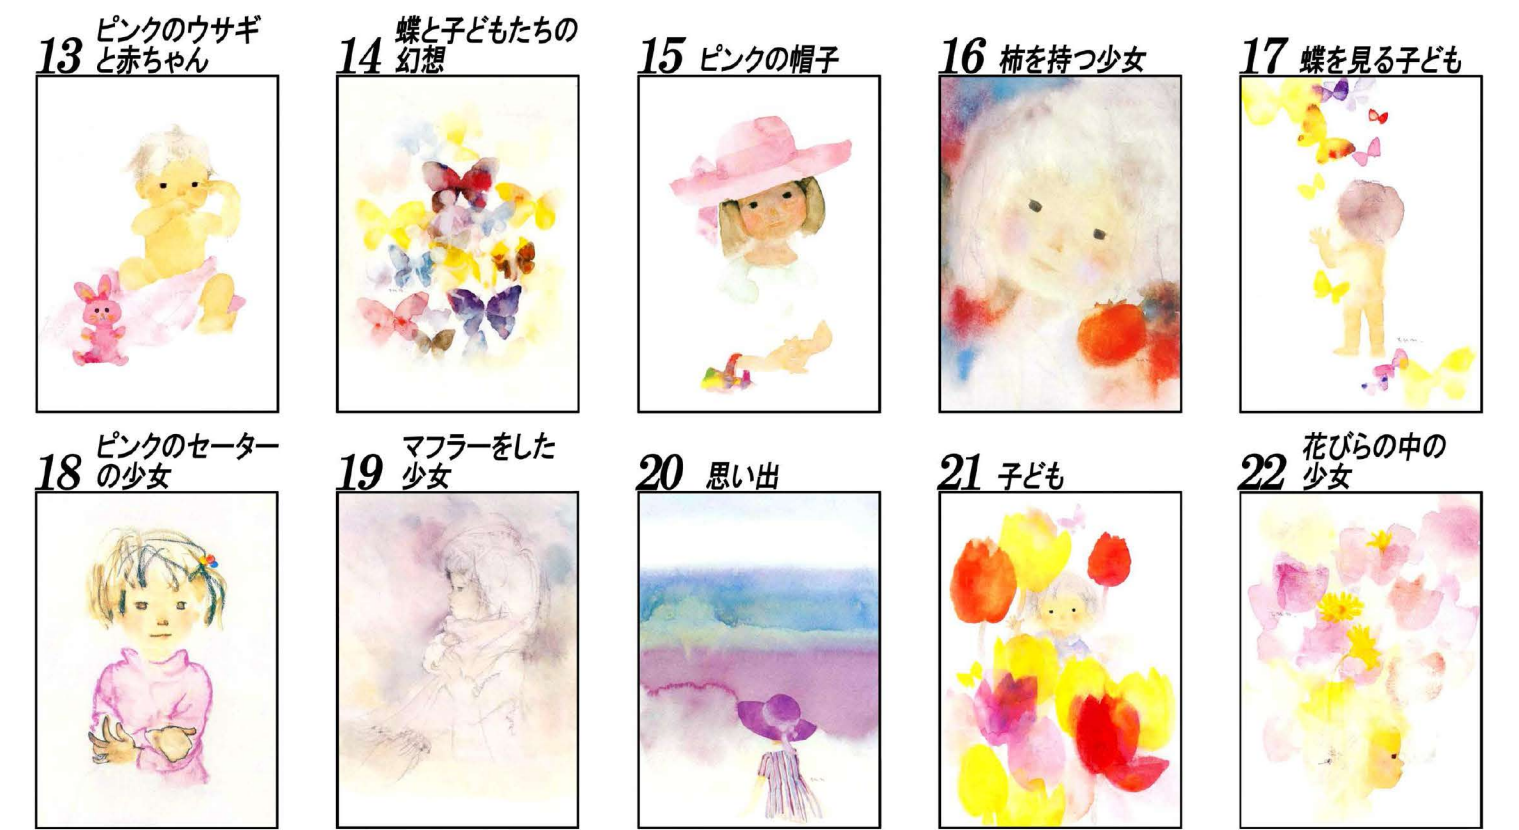 13 ピンクのウサギ
と赤ちゃん
14 蝶と子どもたちの
幻想
15 ピンクの帽子
16 柿を持つ少女
17 蝶を見る子ども
18 ピンクのセーター
の少女
19 マフラーをした
少女
20 思い出
21 子ども
22 花びらの中の
少女